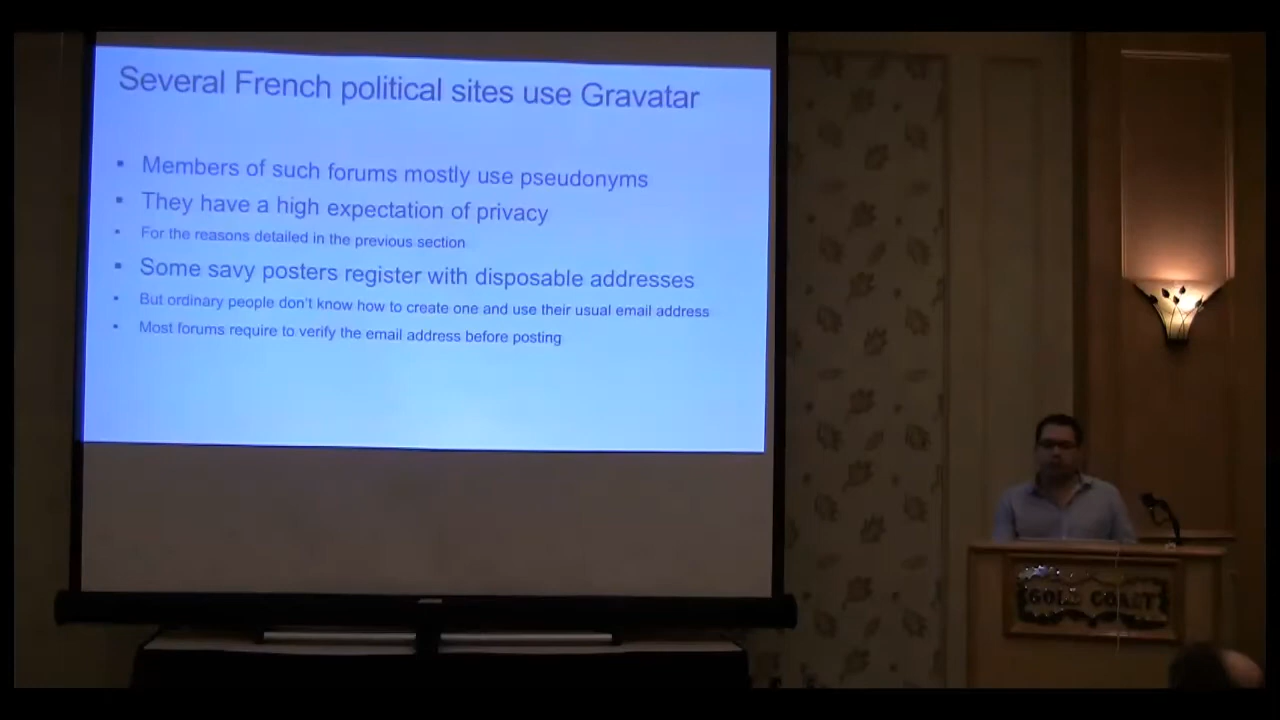 Several French political sites use Gravatar
▪ Members of such forums mostly use pseudonyms
▪ They have a high expectation of privacy
▪ For the reasons detailed in the previous section
▪ Some savy posters register with disposable addresses
▪ But ordinary people don't know how to create one and use their usual email address
▪ Most forums require to verify the email address before posting
GOLD COAST